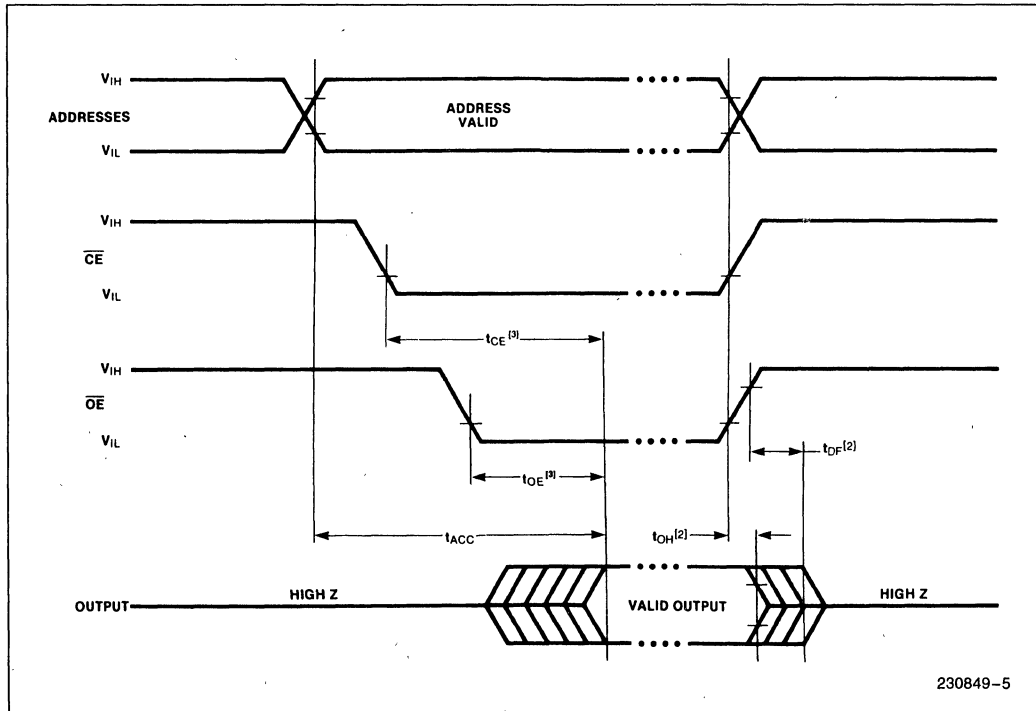 VIH
ADDRESSES
VIL
ADDRESS
VALID
VIH
CE
VIL
tCE[3]
VIH
OE
VIL
tDF[2]
tOE[3]
tACC
tOH[2]
OUTPUT
HIGH Z
VALID OUTPUT
HIGH Z
230849-5